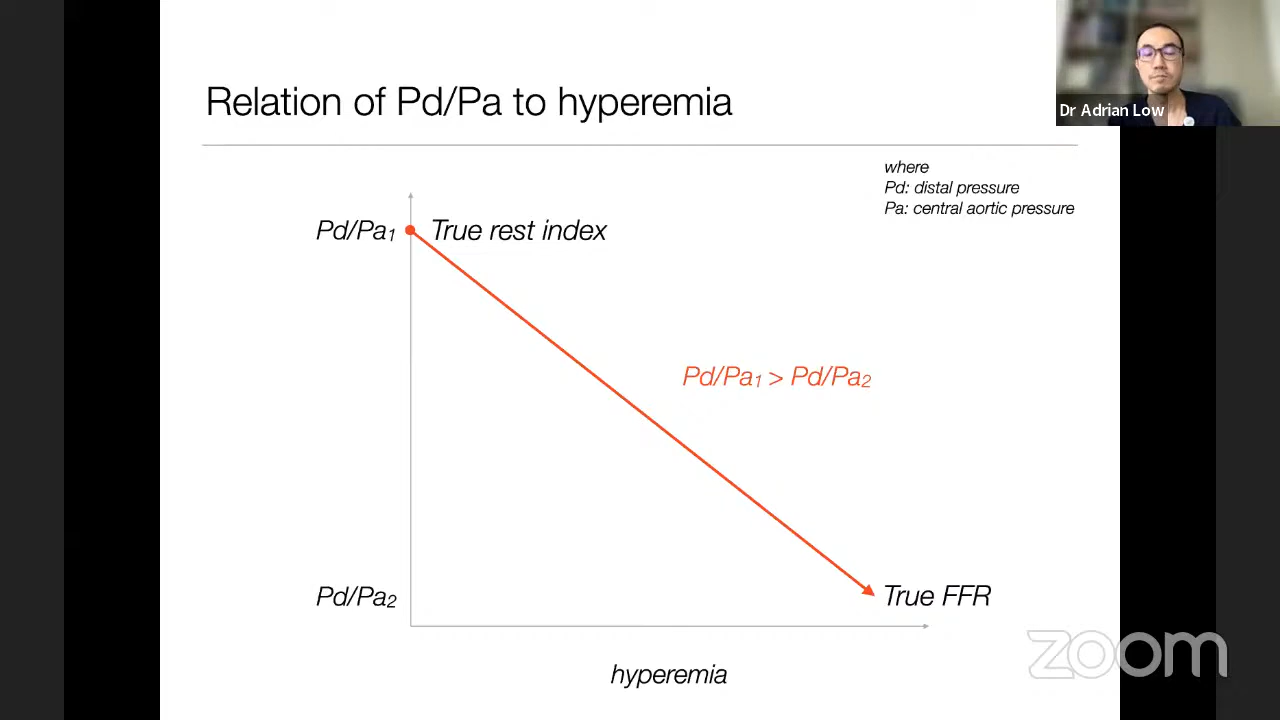 Relation of Pd/Pa to hyperemia
Dr Adrian Low
where
Pd: distal pressure
Pa: central aortic pressure
Pd/Pa₁
True rest index
Pd/Pa₁ > Pd/Pa₂
Pd/Pa₂
True FFR
hyperemia
zoom